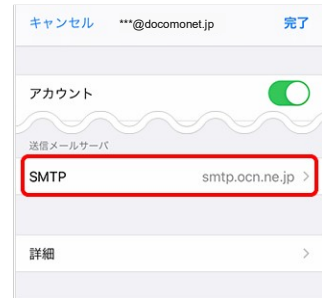 キャンセル ***@docomonet.jp 完了
アカウント
送信メールサーバ
SMTP smtp.ocn.ne.jp >
詳細 >